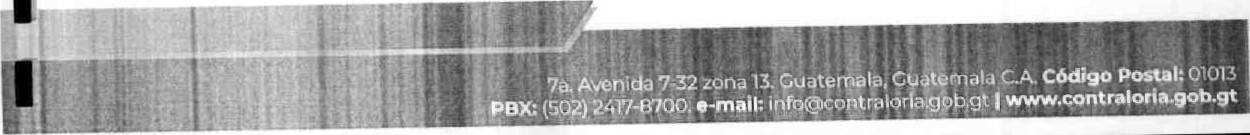 7a. Avenida 7-32 zona 13. Guatemala, Guatemala C.A. Código Postal: 01013
PBX: (502) 2417-8700. e-mail: info@contraloria.gob.gt | www.contraloria.gob.gt